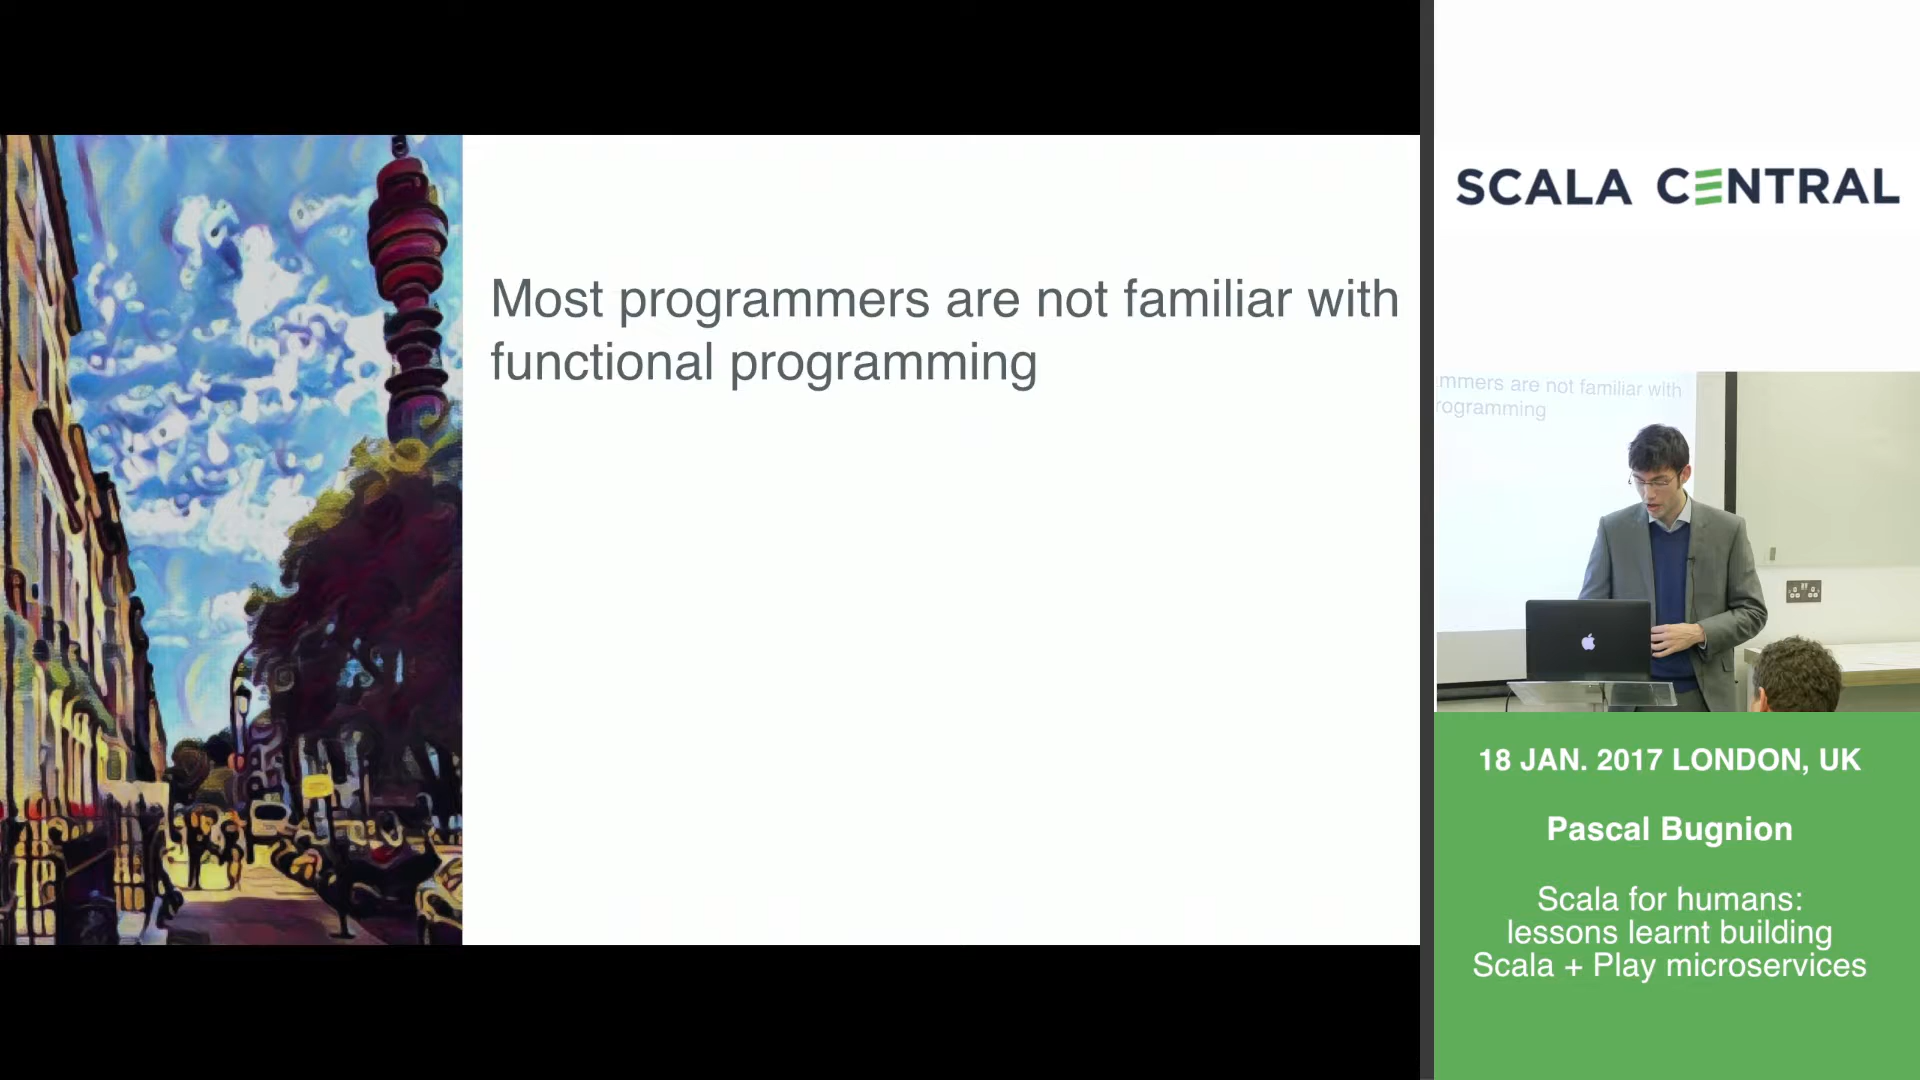 Most programmers are not familiar with
functional programming
SCALA CENTRAL
mmers are not familiar with
rogramming
18 JAN. 2017 LONDON, UK
Pascal Bugnion
Scala for humans:
lessons learnt building
Scala + Play microservices